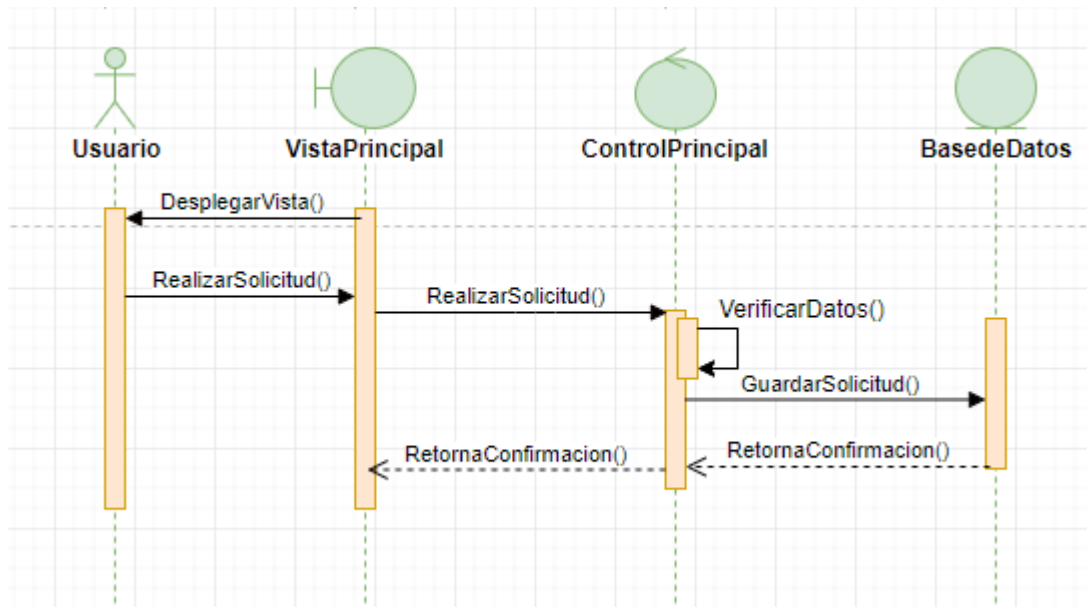 Usuario
VistaPrincipal
ControlPrincipal
BasedeDatos
DesplegarVista()
RealizarSolicitud()
RealizarSolicitud()
VerificarDatos()
GuardarSolicitud()
RetornaConfirmacion()
RetornaConfirmacion()